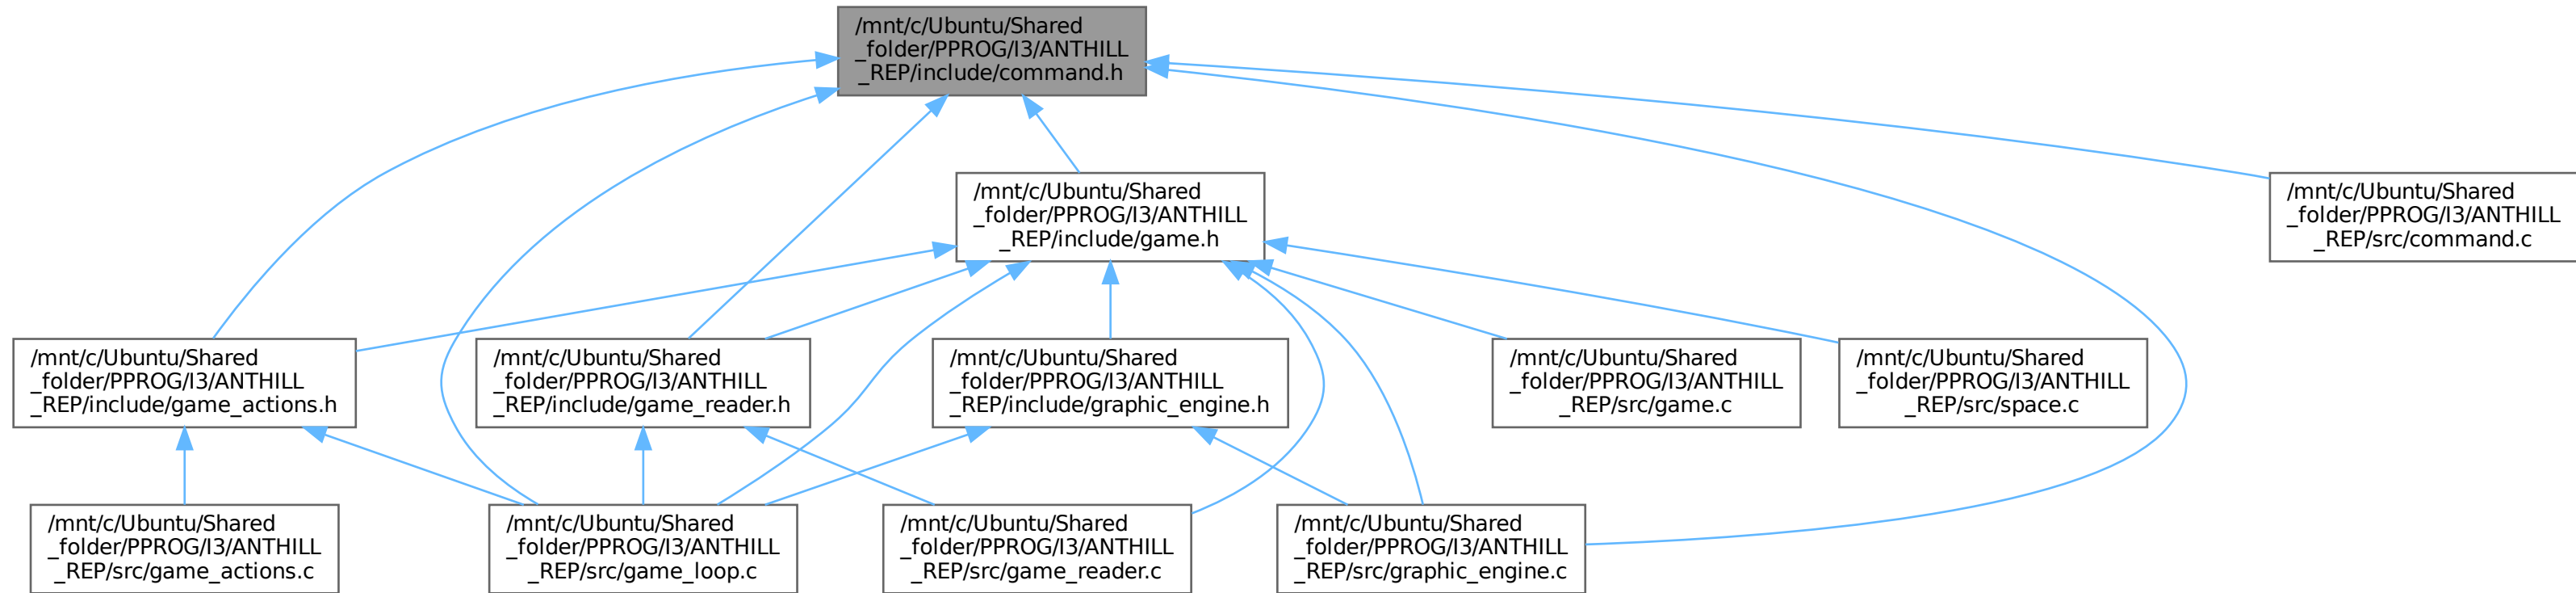 /mnt/c/Ubuntu/Shared
_folder/PPROG/I3/ANTHILL
_REP/include/command.h
/mnt/c/Ubuntu/Shared
_folder/PPROG/I3/ANTHILL
_REP/include/game.h
/mnt/c/Ubuntu/Shared
_folder/PPROG/I3/ANTHILL
_REP/src/command.c
/mnt/c/Ubuntu/Shared
_folder/PPROG/I3/ANTHILL
_REP/include/game_actions.h
/mnt/c/Ubuntu/Shared
_folder/PPROG/I3/ANTHILL
_REP/include/game_reader.h
/mnt/c/Ubuntu/Shared
_folder/PPROG/I3/ANTHILL
_REP/include/graphic_engine.h
/mnt/c/Ubuntu/Shared
_folder/PPROG/I3/ANTHILL
_REP/src/game.c
/mnt/c/Ubuntu/Shared
_folder/PPROG/I3/ANTHILL
_REP/src/space.c
/mnt/c/Ubuntu/Shared
_folder/PPROG/I3/ANTHILL
_REP/src/game_actions.c
/mnt/c/Ubuntu/Shared
_folder/PPROG/I3/ANTHILL
_REP/src/game_loop.c
/mnt/c/Ubuntu/Shared
_folder/PPROG/I3/ANTHILL
_REP/src/game_reader.c
/mnt/c/Ubuntu/Shared
_folder/PPROG/I3/ANTHILL
_REP/src/graphic_engine.c